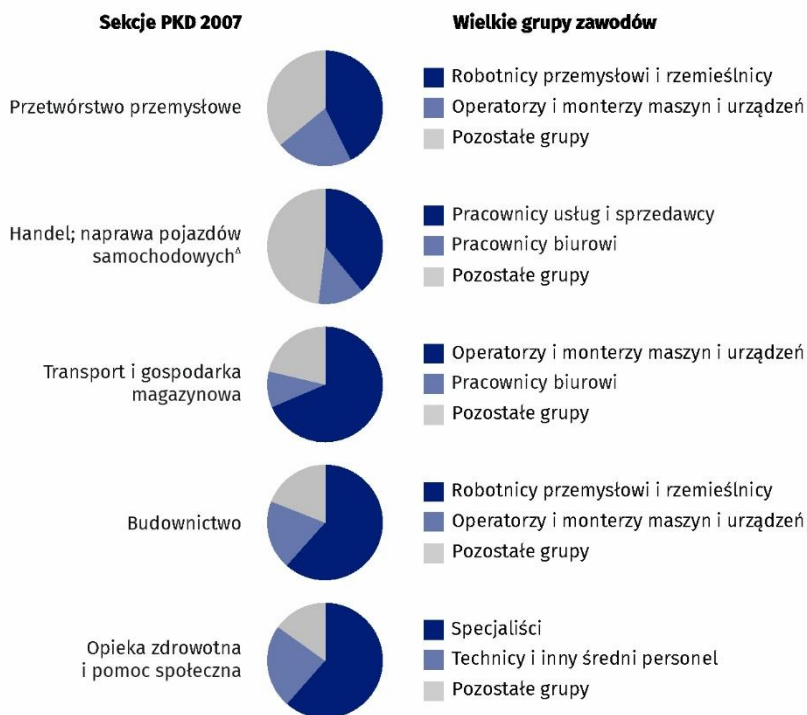 Sekcje PKD 2007
Wielkie grupy zawodów
Przetwórstwo przemysłowe
Robotnicy przemysłowi i rzemieślnicy
Operatorzy i monterzy maszyn i urządzeń
Pozostałe grupy
Handel; naprawa pojazdów
samochodowychᐞ
Pracownicy usług i sprzedawcy
Pracownicy biurowi
Pozostałe grupy
Transport i gospodarka
magazynowa
Operatorzy i monterzy maszyn i urządzeń
Pracownicy biurowi
Pozostałe grupy
Budownictwo
Robotnicy przemysłowi i rzemieślnicy
Operatorzy i monterzy maszyn i urządzeń
Pozostałe grupy
Opieka zdrowotna
i pomoc społeczna
Specjaliści
Technicy i inny średni personel
Pozostałe grupy